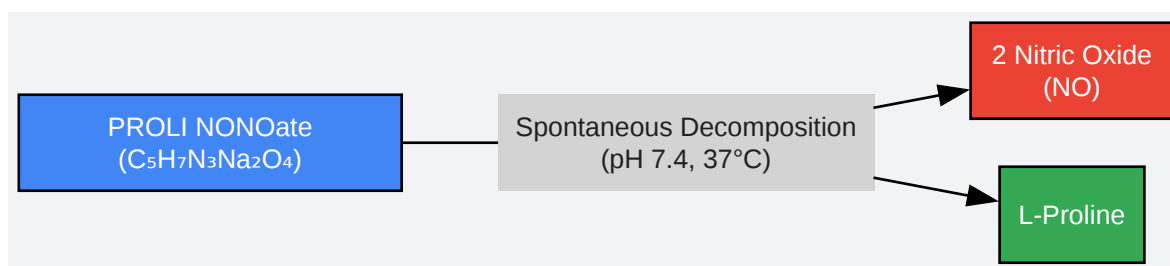 PROLI NONOate
(C₅H₇N₃Na₂O₄)
Spontaneous Decomposition
(pH 7.4, 37°C)
2 Nitric Oxide
(NO)
L-Proline